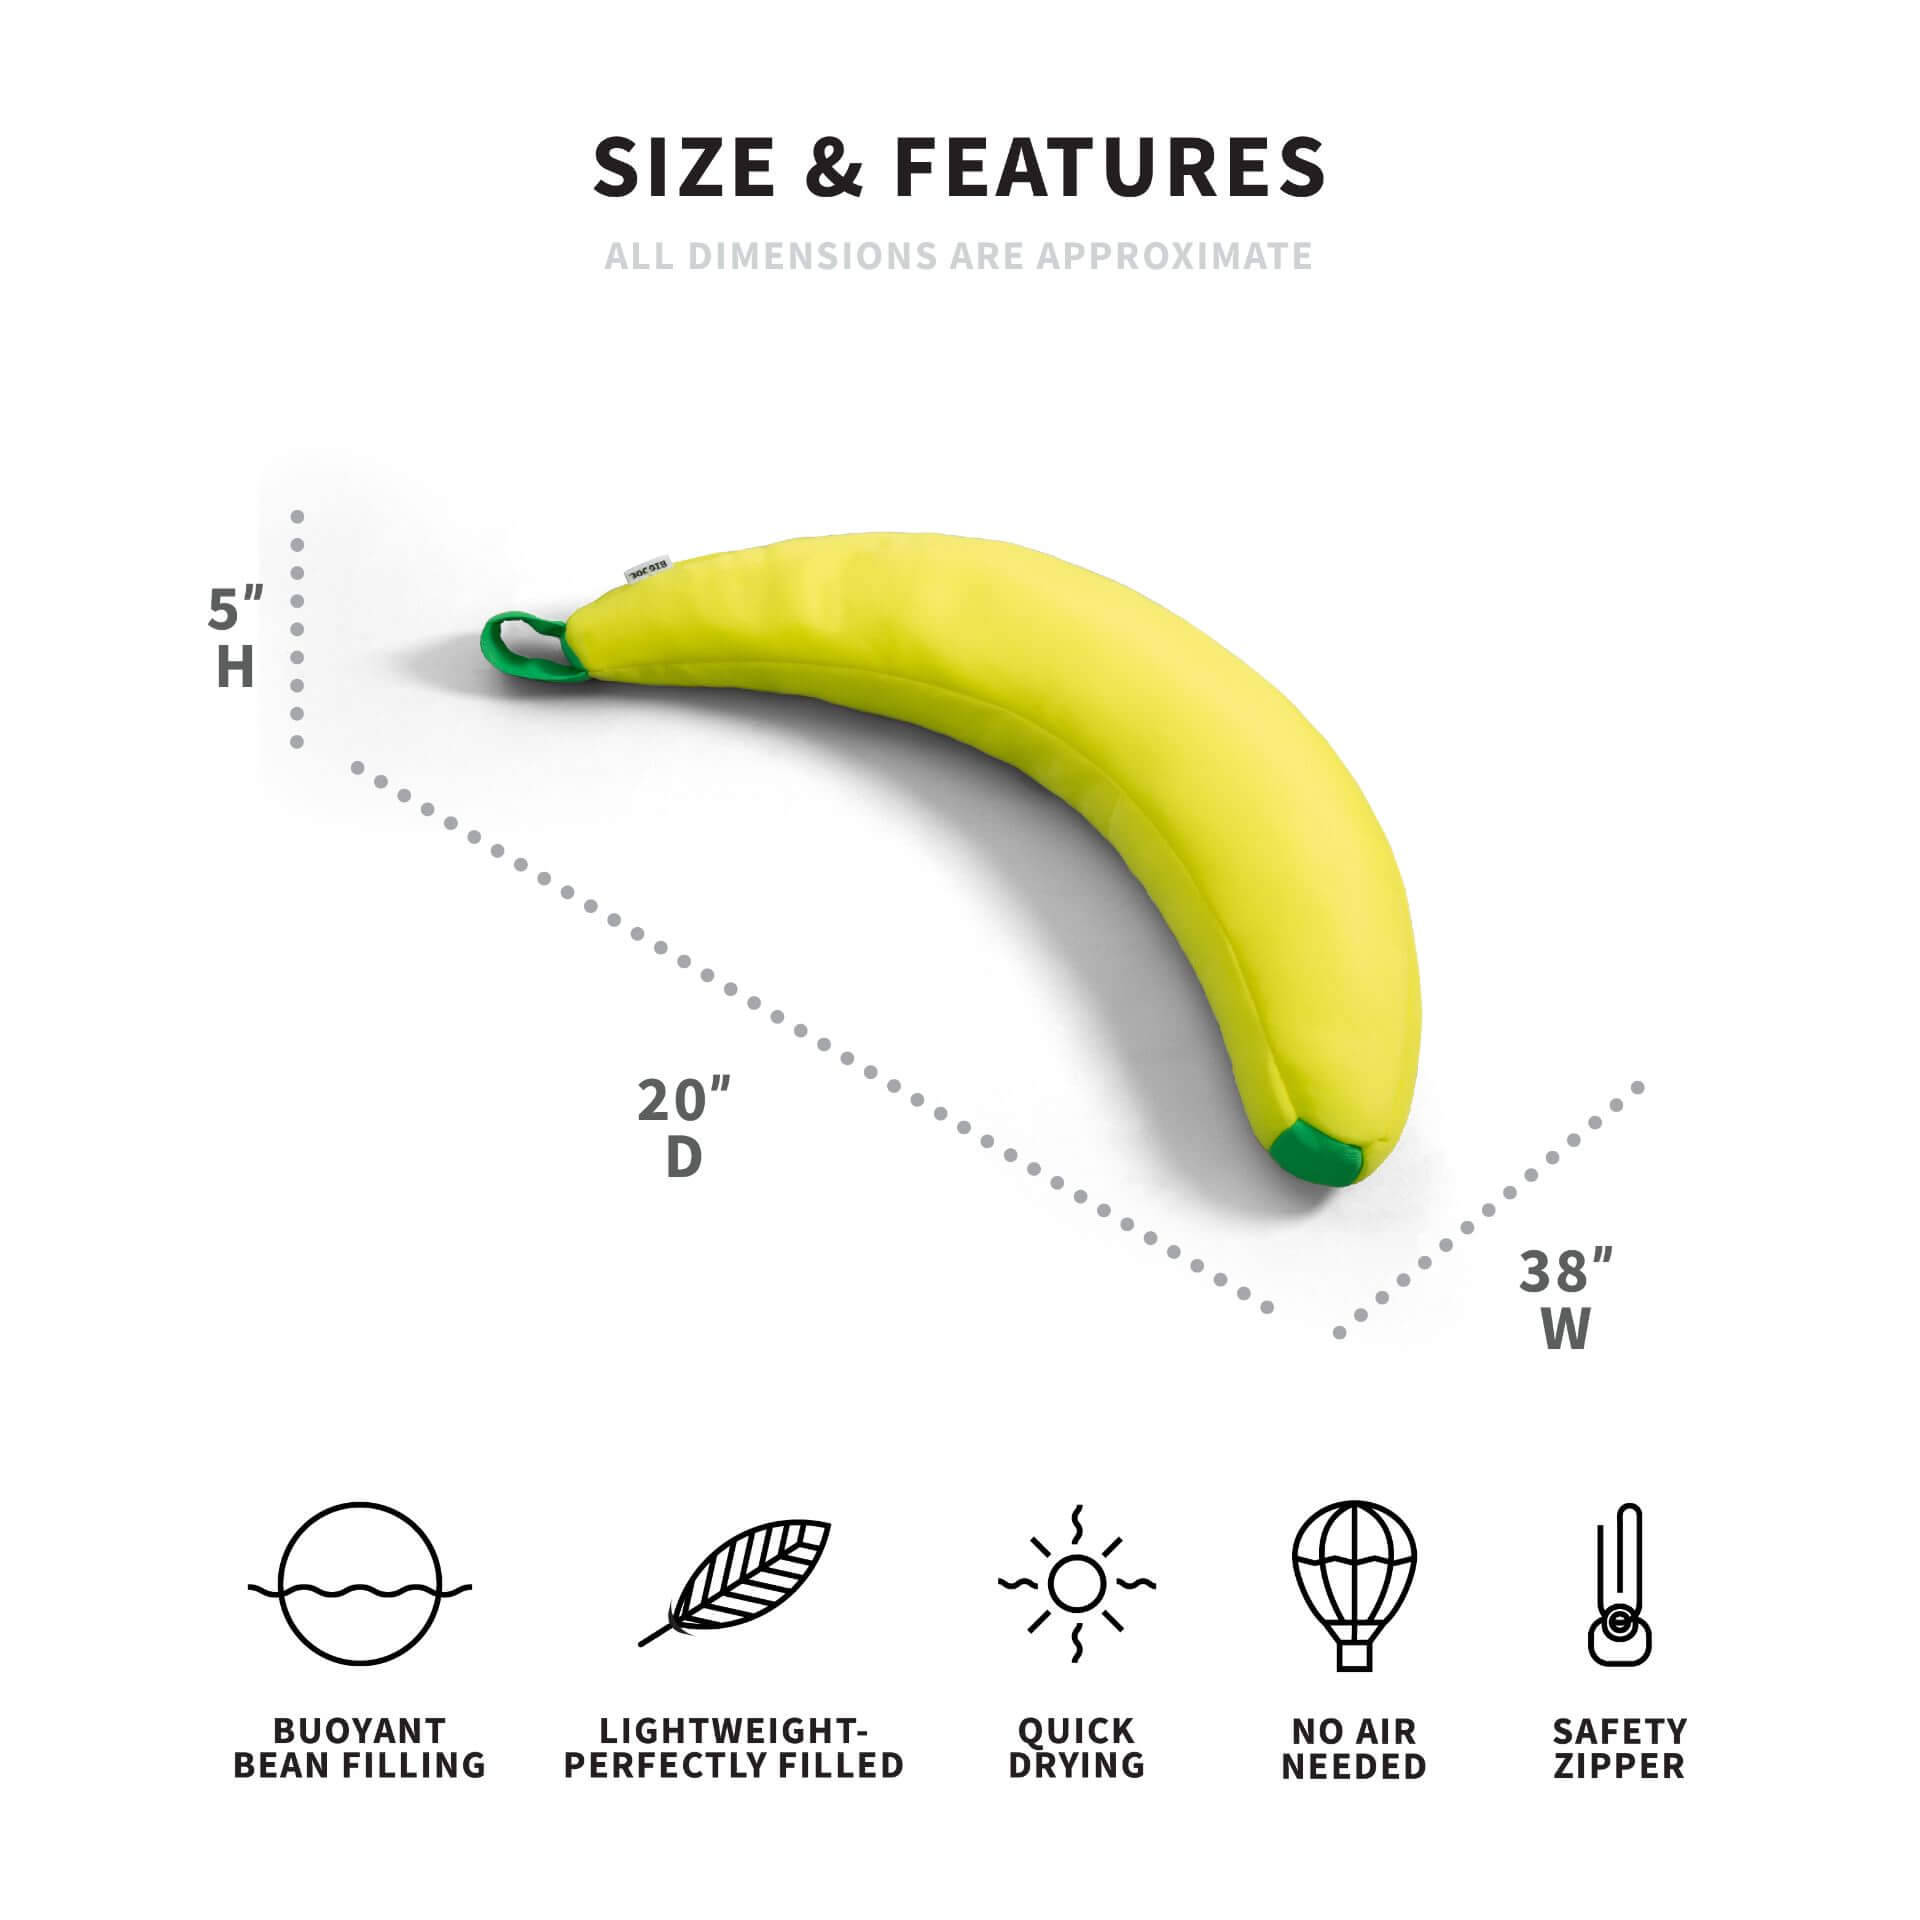 SIZE & FEATURES
ALL DIMENSIONS ARE APPROXIMATE
BIG JOE
5"
H
20"
D
38"
W
BUOYANT
BEAN FILLING
LIGHTWEIGHT-
PERFECTLY FILLED
QUICK
DRYING
NO AIR
NEEDED
SAFETY
ZIPPER